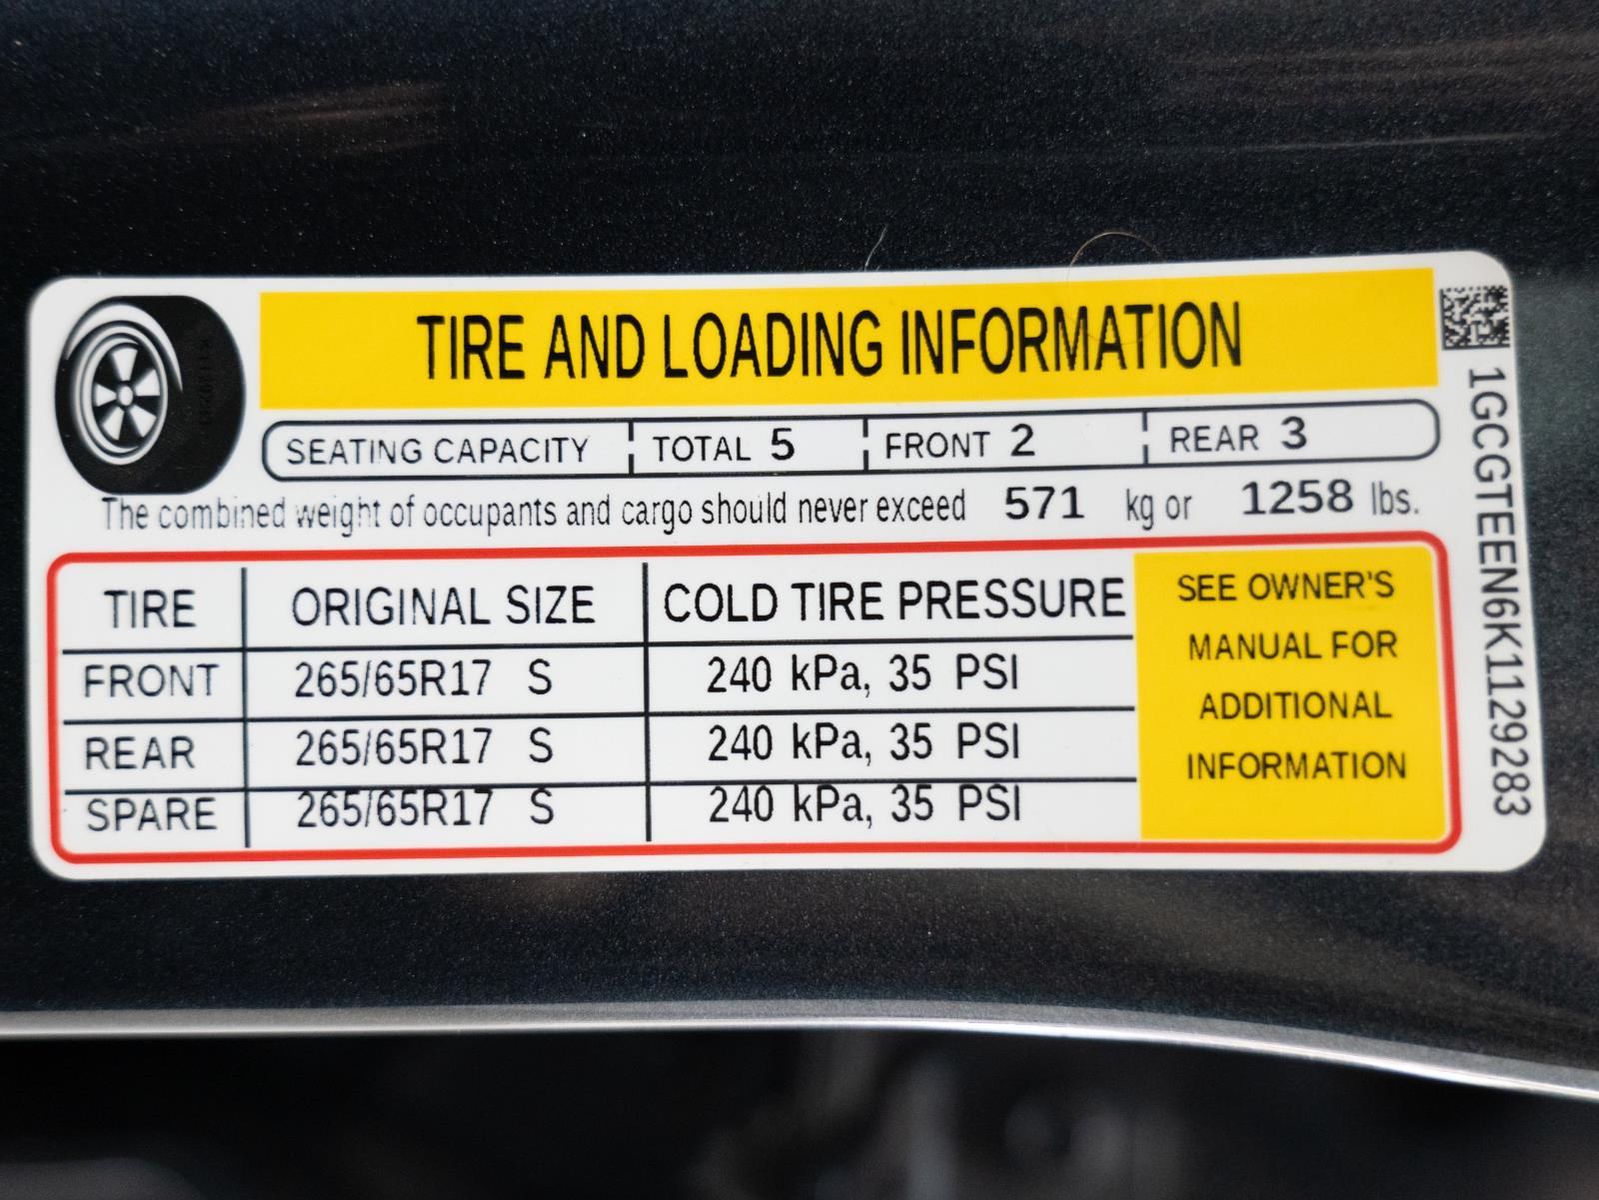 TIRE AND LOADING INFORMATION
SEATING CAPACITY TOTAL 5 FRONT 2 REAR 3
The combined weight of occupants and cargo should never exceed 571 kg or 1258 lbs.
TIRE ORIGINAL SIZE COLD TIRE PRESSURE
FRONT 265/65R17 S 240 kPa, 35 PSI
REAR 265/65R17 S 240 kPa, 35 PSI
SPARE 265/65R17 S 240 kPa, 35 PSI
SEE OWNER'S
MANUAL FOR
ADDITIONAL
INFORMATION
1GCGTEEN6K1129283